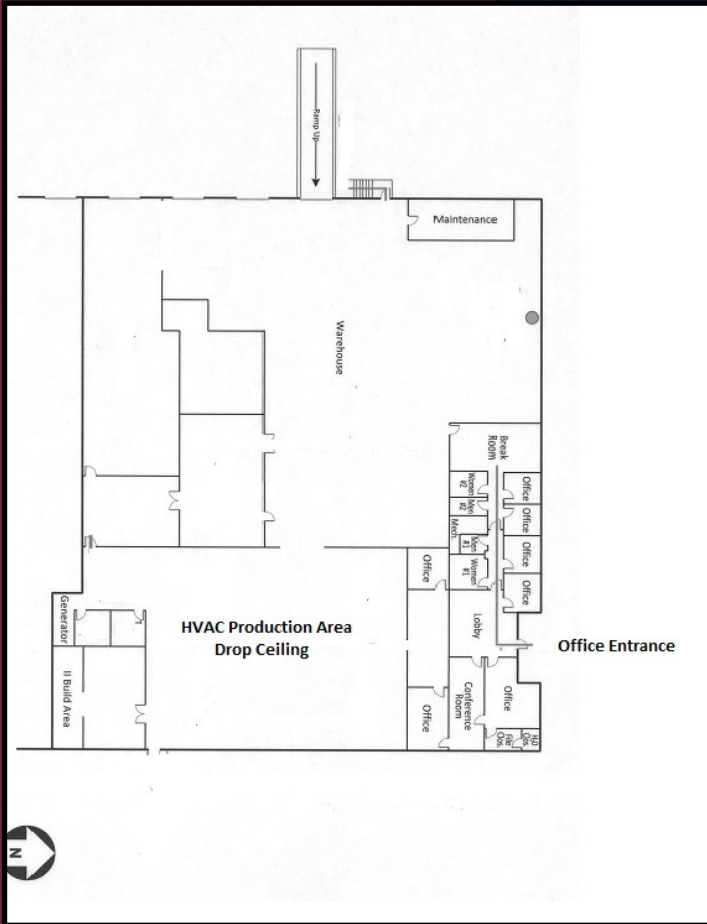 Ramp Up
Maintenance
Warehouse
Break
Room
Women
#2
Men
#2
Mech.
Men
#1
Women
#1
Office
Office
Office
Office
Office
Lobby
Generator
HVAC Production Area
Drop Ceiling
Office Entrance
II Build Area
Office
Conference
Room
Office
File
Clos.
H₂O
Clos.
N